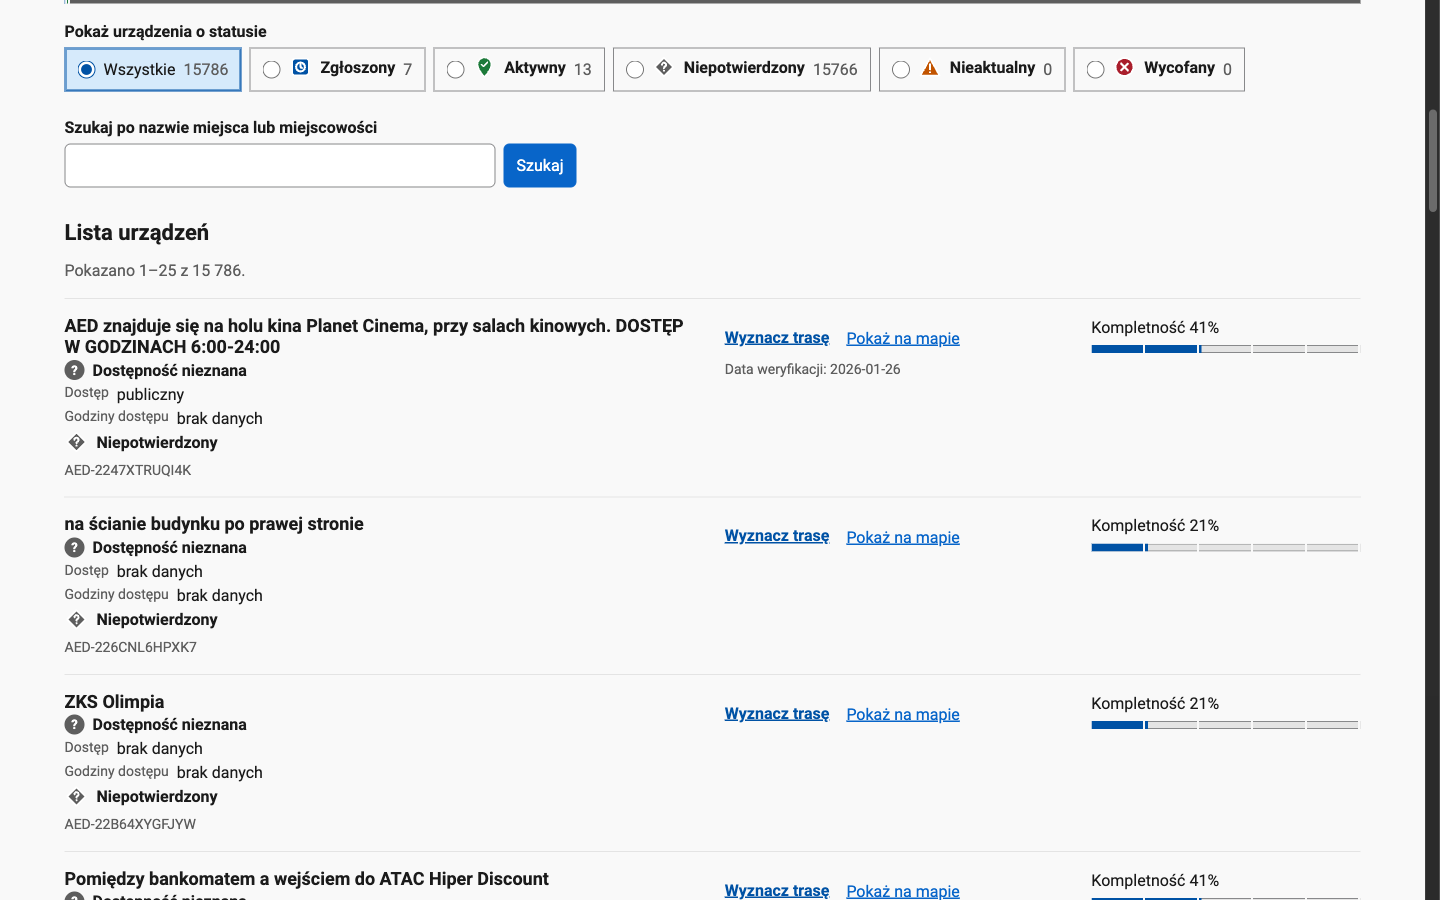 Pokaż urządzenia o statusie
Wszystkie 15786
Zgłoszony 7
Aktywny 13
Niepotwierdzony 15766
Nieaktualny 0
Wycofany 0
Szukaj po nazwie miejsca lub miejscowości
Szukaj
Lista urządzeń
Pokazano 1–25 z 15 786.
AED znajduje się na holu kina Planet Cinema, przy salach kinowych. DOSTĘP
W GODZINACH 6:00-24:00
Dostępność nieznana
Dostęp publiczny
Godziny dostępu brak danych
Niepotwierdzony
AED-2247XTRUQI4K
Wyznacz trasę Pokaż na mapie
Data weryfikacji: 2026-01-26
Kompletność 41%
na ścianie budynku po prawej stronie
Dostępność nieznana
Dostęp brak danych
Godziny dostępu brak danych
Niepotwierdzony
AED-226CNL6HPXK7
Wyznacz trasę Pokaż na mapie
Kompletność 21%
ZKS Olimpia
Dostępność nieznana
Dostęp brak danych
Godziny dostępu brak danych
Niepotwierdzony
AED-22B64XYGFJYW
Wyznacz trasę Pokaż na mapie
Kompletność 21%
Pomiędzy bankomatem a wejściem do ATAC Hiper Discount
Dostępność nieznana
Wyznacz trasę Pokaż na mapie
Kompletność 41%